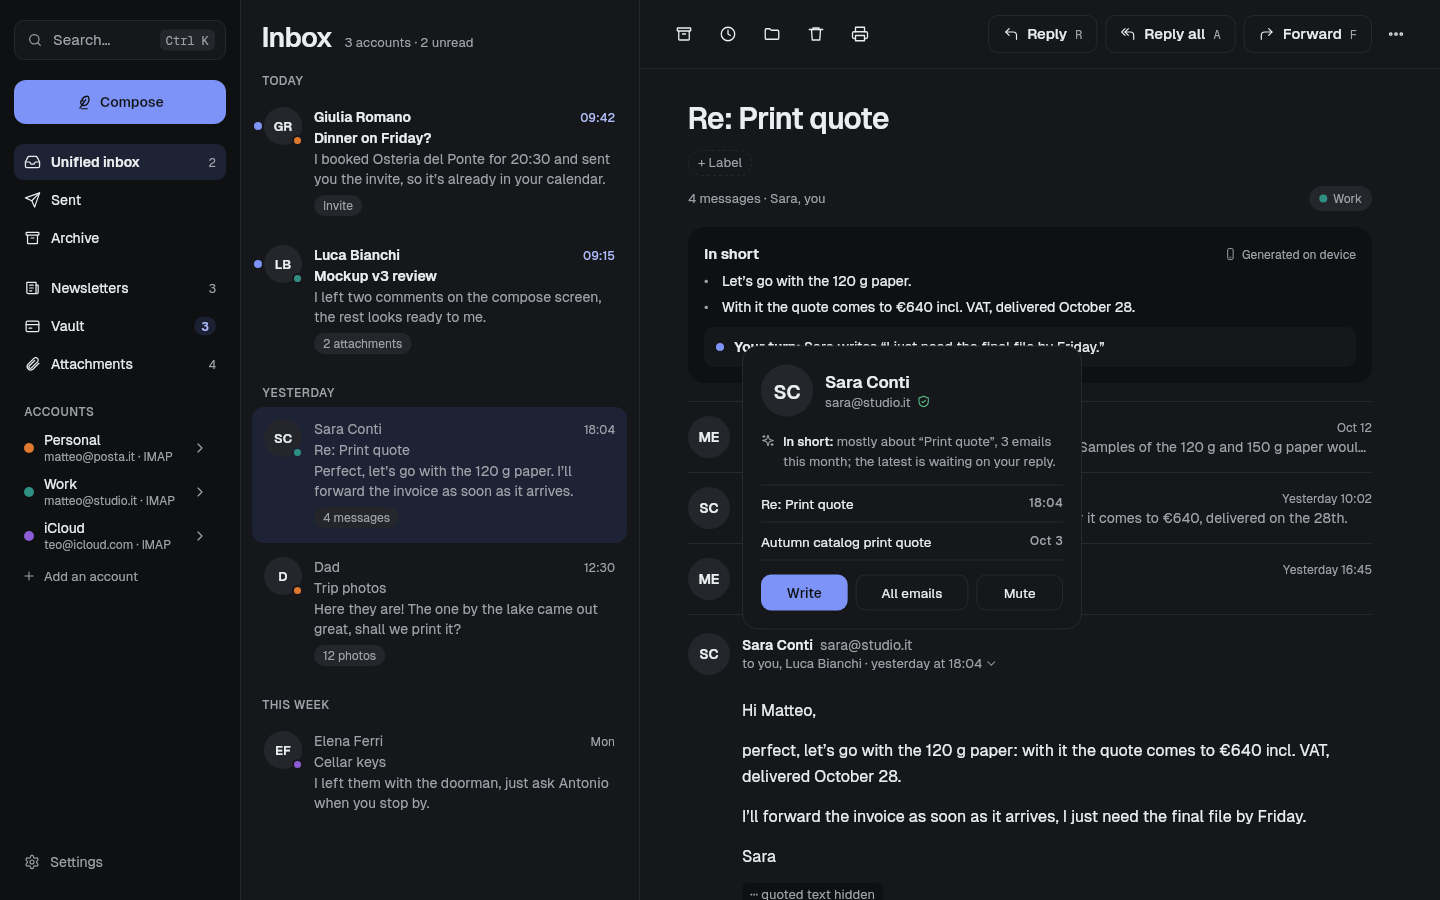 Search...
Ctrl K
Compose
Unified inbox 2
Sent
Archive
Newsletters 3
Vault 3
Attachments 4
ACCOUNTS
Personal
matteo@posta.it · IMAP
Work
matteo@studio.it · IMAP
iCloud
teo@icloud.com · IMAP
Add an account
Settings
Inbox 3 accounts · 2 unread
TODAY
GR
Giulia Romano 09:42
Dinner on Friday?
I booked Osteria del Ponte for 20:30 and sent
you the invite, so it’s already in your calendar.
Invite
LB
Luca Bianchi 09:15
Mockup v3 review
I left two comments on the compose screen,
the rest looks ready to me.
2 attachments
YESTERDAY
SC
Sara Conti 18:04
Re: Print quote
Perfect, let’s go with the 120 g paper. I’ll
forward the invoice as soon as it arrives.
4 messages
D
Dad 12:30
Trip photos
Here they are! The one by the lake came out
great, shall we print it?
12 photos
THIS WEEK
EF
Elena Ferri Mon
Cellar keys
I left them with the doorman, just ask Antonio
when you stop by.
Reply R
Reply all A
Forward F
Re: Print quote
+ Label
4 messages · Sara, you
Work
In short
Generated on device
• Let’s go with the 120 g paper.
• With it the quote comes to €640 incl. VAT, delivered October 28.
Your turn: Sara writes “I just need the final file by Friday.”
SC
Sara Conti
sara@studio.it
In short: mostly about “Print quote”, 3 emails
this month; the latest is waiting on your reply.
Re: Print quote 18:04
Autumn catalog print quote Oct 3
Write
All emails
Mute
ME
Oct 12
Samples of the 120 g and 150 g paper woul...
SC
Yesterday 10:02
it comes to €640, delivered on the 28th.
ME
Yesterday 16:45
SC
Sara Conti sara@studio.it
to you, Luca Bianchi · yesterday at 18:04
Hi Matteo,
perfect, let’s go with the 120 g paper: with it the quote comes to €640 incl. VAT,
delivered October 28.
I’ll forward the invoice as soon as it arrives, I just need the final file by Friday.
Sara
··· quoted text hidden